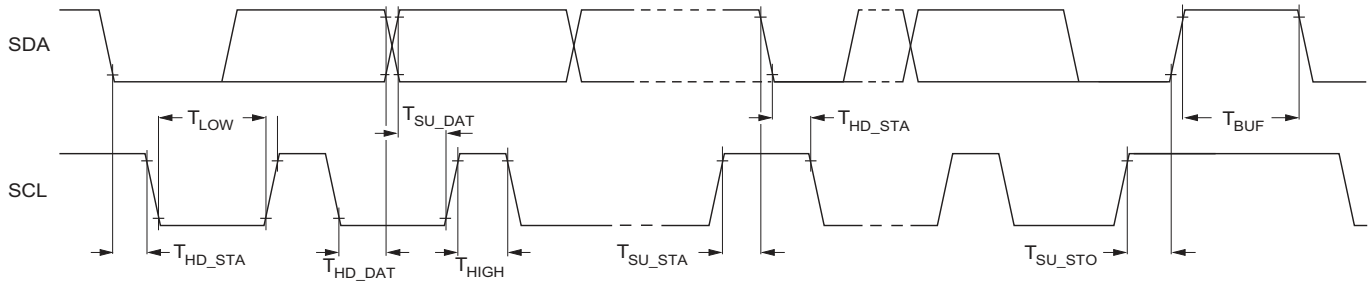 SDA
T_LOW
T_SU_DAT
T_HD_STA
T_BUF
SCL
T_HD_STA
T_HD_DAT
T_HIGH
T_SU_STA
T_SU_STO